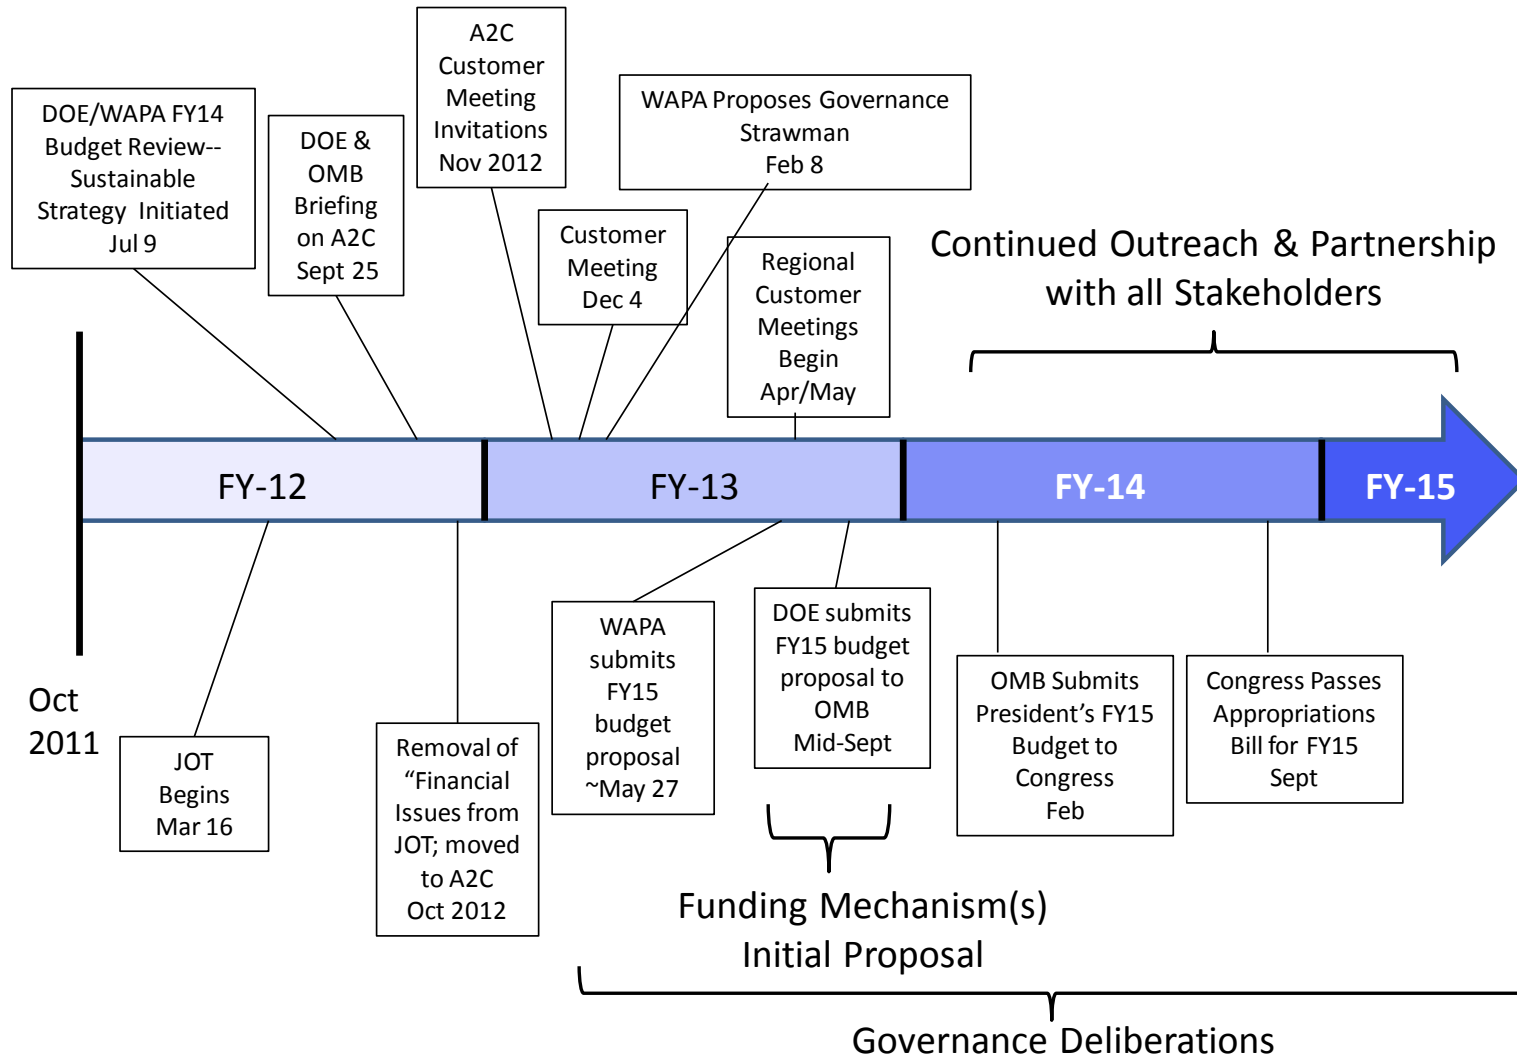 A2C
Customer
Meeting
Invitations
Nov 2012
DOE/WAPA FY14
Budget Review--
Sustainable
Strategy Initiated
Jul 9
DOE &
OMB
Briefing
on A2C
Sept 25
WAPA Proposes Governance
Strawman
Feb 8
Customer
Meeting
Dec 4
Regional
Customer
Meetings
Begin
Apr/May
Continued Outreach & Partnership
with all Stakeholders
FY-12
FY-13
FY-14
FY-15
Oct
2011
JOT
Begins
Mar 16
Removal of
“Financial
Issues from
JOT; moved
to A2C
Oct 2012
WAPA
submits
FY15
budget
proposal
~May 27
DOE submits
FY15 budget
proposal to
OMB
Mid-Sept
OMB Submits
President’s FY15
Budget to
Congress
Feb
Congress Passes
Appropriations
Bill for FY15
Sept
Funding Mechanism(s)
Initial Proposal
Governance Deliberations